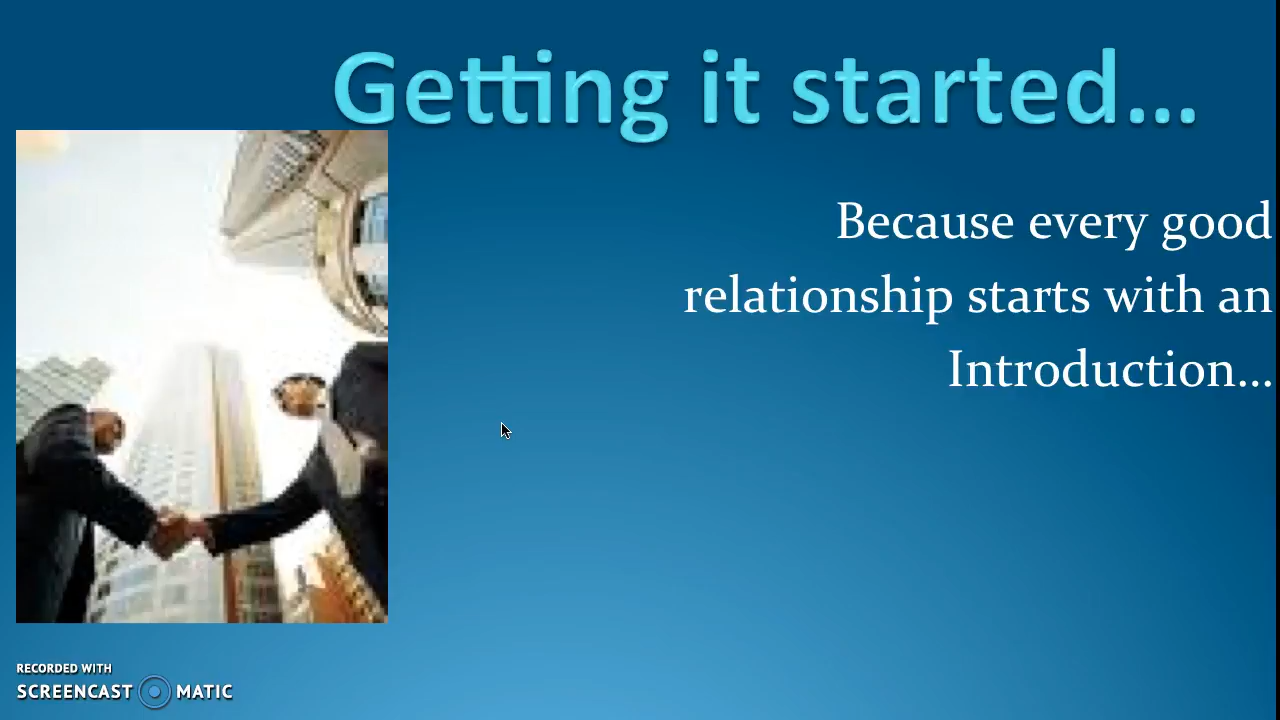 Getting it started...
Because every good
relationship starts with an
Introduction...
RECORDED WITH
SCREENCAST MATIC